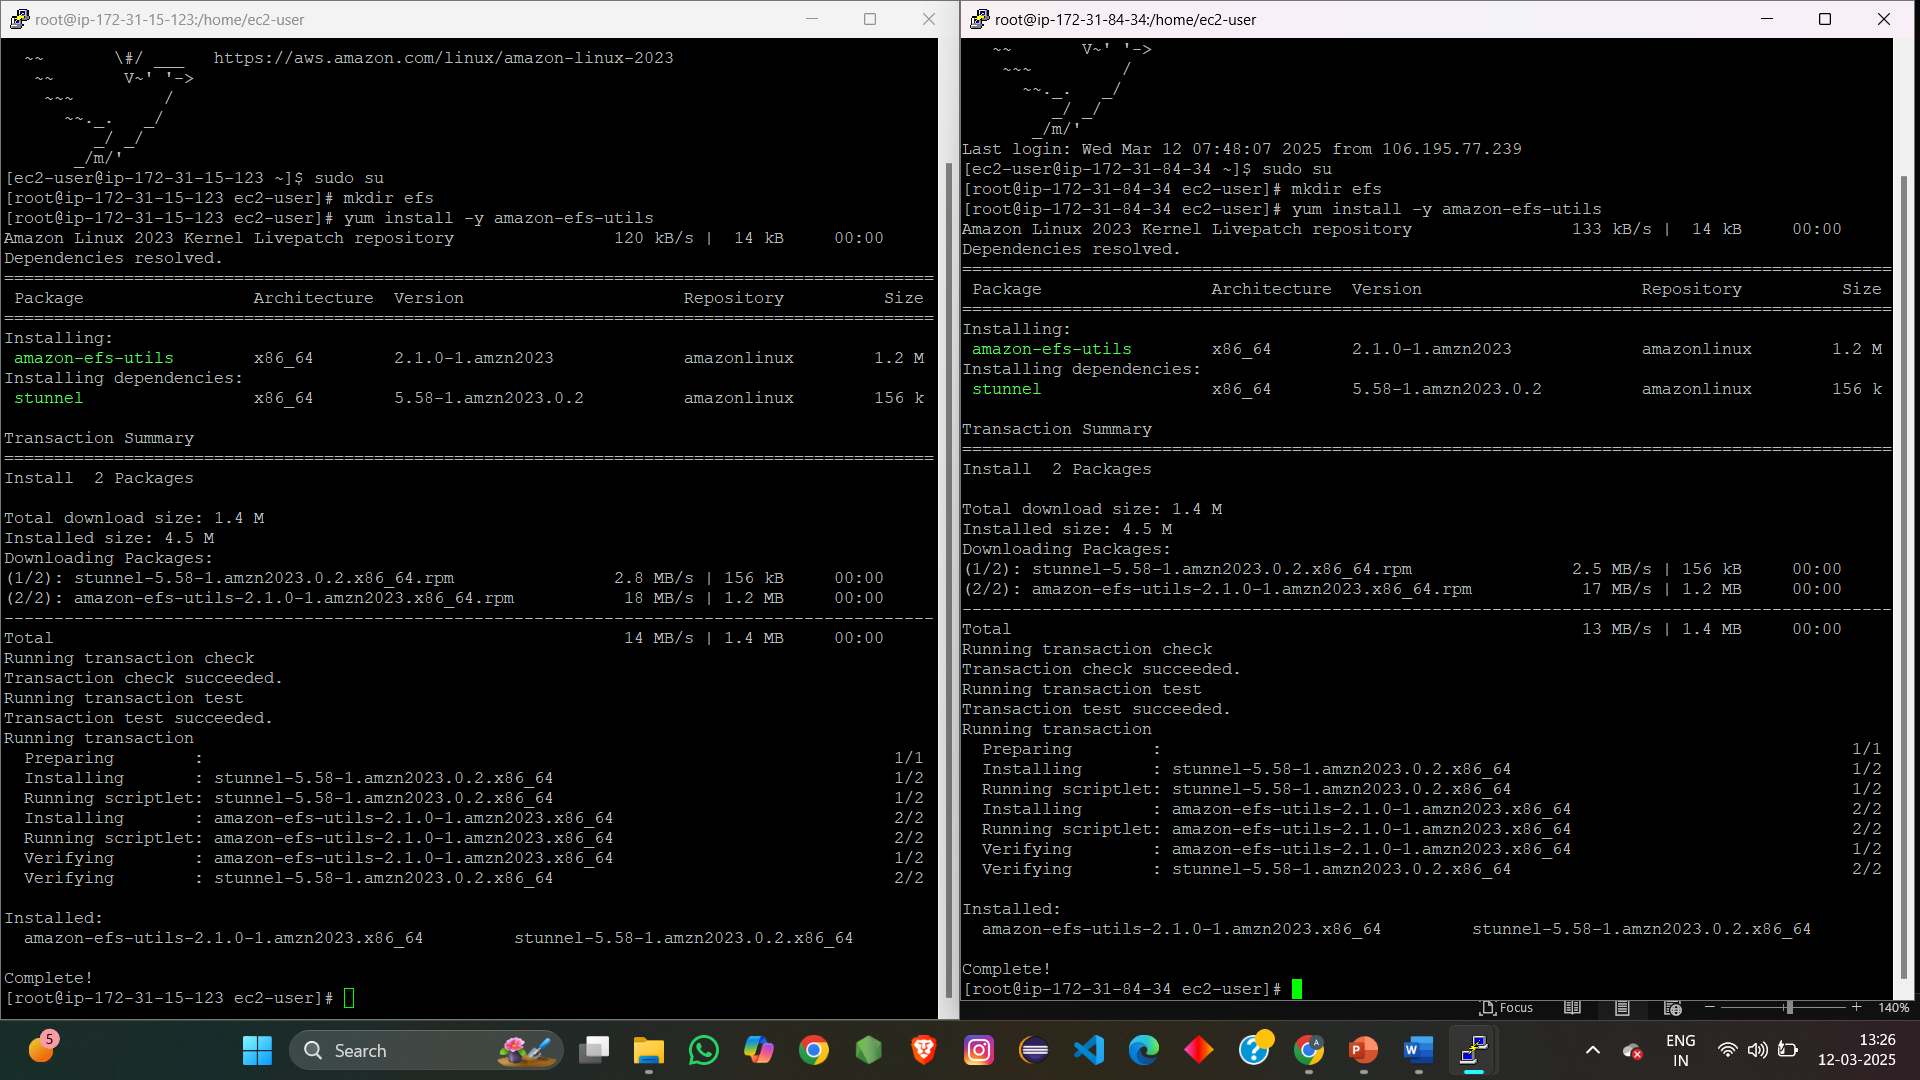 root@ip-172-31-15-123:/home/ec2-user
~~       \#/ ___   https://aws.amazon.com/linux/amazon-linux-2023
~~       V~' '->
~~~         /
~~._.   _/
_/ _/
_/m/'
[ec2-user@ip-172-31-15-123 ~]$ sudo su
[root@ip-172-31-15-123 ec2-user]# mkdir efs
[root@ip-172-31-15-123 ec2-user]# yum install -y amazon-efs-utils
Amazon Linux 2023 Kernel Livepatch repository                120 kB/s |  14 kB     00:00
Dependencies resolved.
Package                 Architecture  Version                      Repository          Size
Installing:
amazon-efs-utils        x86_64        2.1.0-1.amzn2023             amazonlinux        1.2 M
Installing dependencies:
stunnel                 x86_64        5.58-1.amzn2023.0.2          amazonlinux        156 k
Transaction Summary
Install  2 Packages
Total download size: 1.4 M
Installed size: 4.5 M
Downloading Packages:
(1/2): stunnel-5.58-1.amzn2023.0.2.x86_64.rpm                2.8 MB/s | 156 kB     00:00
(2/2): amazon-efs-utils-2.1.0-1.amzn2023.x86_64.rpm           18 MB/s | 1.2 MB     00:00
Total                                                         14 MB/s | 1.4 MB     00:00
Running transaction check
Transaction check succeeded.
Running transaction test
Transaction test succeeded.
Running transaction
Preparing        :                                                                     1/1
Installing       : stunnel-5.58-1.amzn2023.0.2.x86_64                                  1/2
Running scriptlet: stunnel-5.58-1.amzn2023.0.2.x86_64                                  1/2
Installing       : amazon-efs-utils-2.1.0-1.amzn2023.x86_64                            2/2
Running scriptlet: amazon-efs-utils-2.1.0-1.amzn2023.x86_64                            2/2
Verifying        : amazon-efs-utils-2.1.0-1.amzn2023.x86_64                            1/2
Verifying        : stunnel-5.58-1.amzn2023.0.2.x86_64                                  2/2
Installed:
amazon-efs-utils-2.1.0-1.amzn2023.x86_64         stunnel-5.58-1.amzn2023.0.2.x86_64
Complete!
[root@ip-172-31-15-123 ec2-user]#
root@ip-172-31-84-34:/home/ec2-user
~~       V~' '->
~~~         /
~~._.   _/
_/ _/
_/m/'
Last login: Wed Mar 12 07:48:07 2025 from 106.195.77.239
[ec2-user@ip-172-31-84-34 ~]$ sudo su
[root@ip-172-31-84-34 ec2-user]# mkdir efs
[root@ip-172-31-84-34 ec2-user]# yum install -y amazon-efs-utils
Amazon Linux 2023 Kernel Livepatch repository                133 kB/s |  14 kB     00:00
Dependencies resolved.
Package                 Architecture  Version                      Repository          Size
Installing:
amazon-efs-utils        x86_64        2.1.0-1.amzn2023             amazonlinux        1.2 M
Installing dependencies:
stunnel                 x86_64        5.58-1.amzn2023.0.2          amazonlinux        156 k
Transaction Summary
Install  2 Packages
Total download size: 1.4 M
Installed size: 4.5 M
Downloading Packages:
(1/2): stunnel-5.58-1.amzn2023.0.2.x86_64.rpm                2.5 MB/s | 156 kB     00:00
(2/2): amazon-efs-utils-2.1.0-1.amzn2023.x86_64.rpm           17 MB/s | 1.2 MB     00:00
Total                                                         13 MB/s | 1.4 MB     00:00
Running transaction check
Transaction check succeeded.
Running transaction test
Transaction test succeeded.
Running transaction
Preparing        :                                                                     1/1
Installing       : stunnel-5.58-1.amzn2023.0.2.x86_64                                  1/2
Running scriptlet: stunnel-5.58-1.amzn2023.0.2.x86_64                                  1/2
Installing       : amazon-efs-utils-2.1.0-1.amzn2023.x86_64                            2/2
Running scriptlet: amazon-efs-utils-2.1.0-1.amzn2023.x86_64                            2/2
Verifying        : amazon-efs-utils-2.1.0-1.amzn2023.x86_64                            1/2
Verifying        : stunnel-5.58-1.amzn2023.0.2.x86_64                                  2/2
Installed:
amazon-efs-utils-2.1.0-1.amzn2023.x86_64         stunnel-5.58-1.amzn2023.0.2.x86_64
Complete!
[root@ip-172-31-84-34 ec2-user]#
Focus
140%
5
Search
ENG
IN
13:26
12-03-2025